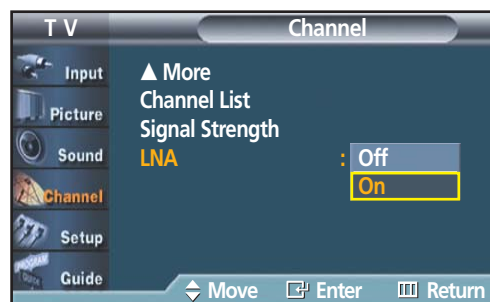 T V
Channel
Input
Picture
Sound
Channel
Setup
Guide
▲ More
Channel List
Signal Strength
LNA : Off
On
Move Enter Return